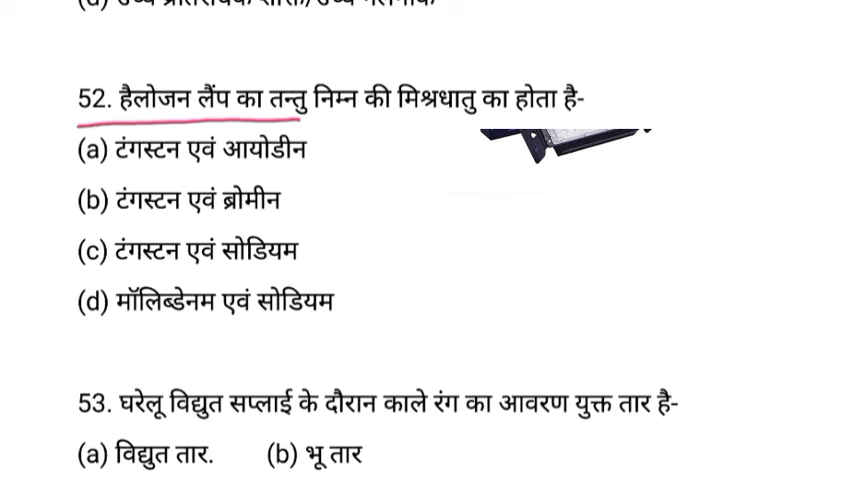 52. हैलोजन लैंप का तन्तु निम्न की मिश्रधातु का होता है-
(a) टंगस्टन एवं आयोडीन
(b) टंगस्टन एवं ब्रोमीन
(c) टंगस्टन एवं सोडियम
(d) मॉलिब्डेनम एवं सोडियम
53. घरेलू विद्युत सप्लाई के दौरान काले रंग का आवरण युक्त तार है-
(a) विद्युत तार. (b) भू तार